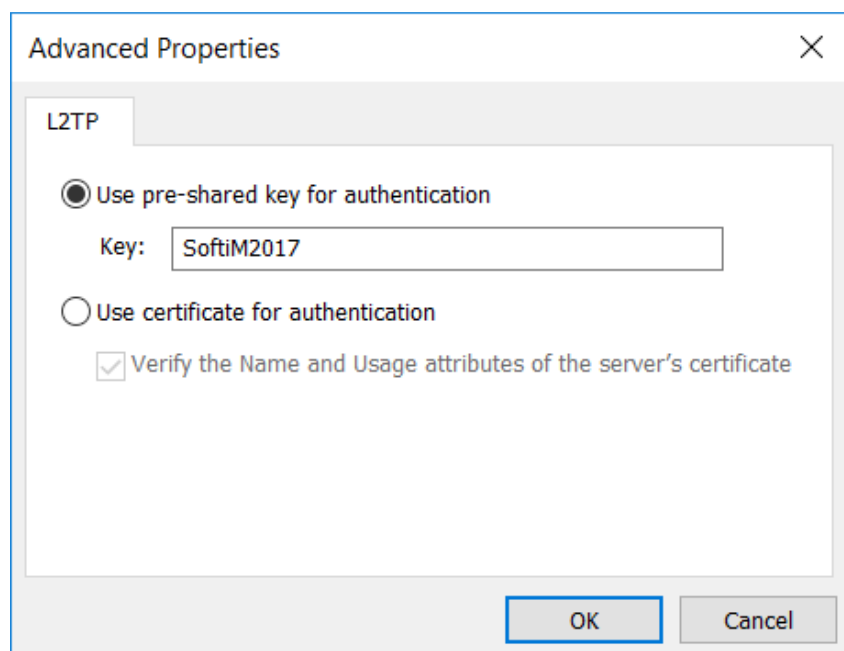 Advanced Properties
L2TP
Use pre-shared key for authentication
Key: SoftiM2017
Use certificate for authentication
Verify the Name and Usage attributes of the server's certificate
OK Cancel